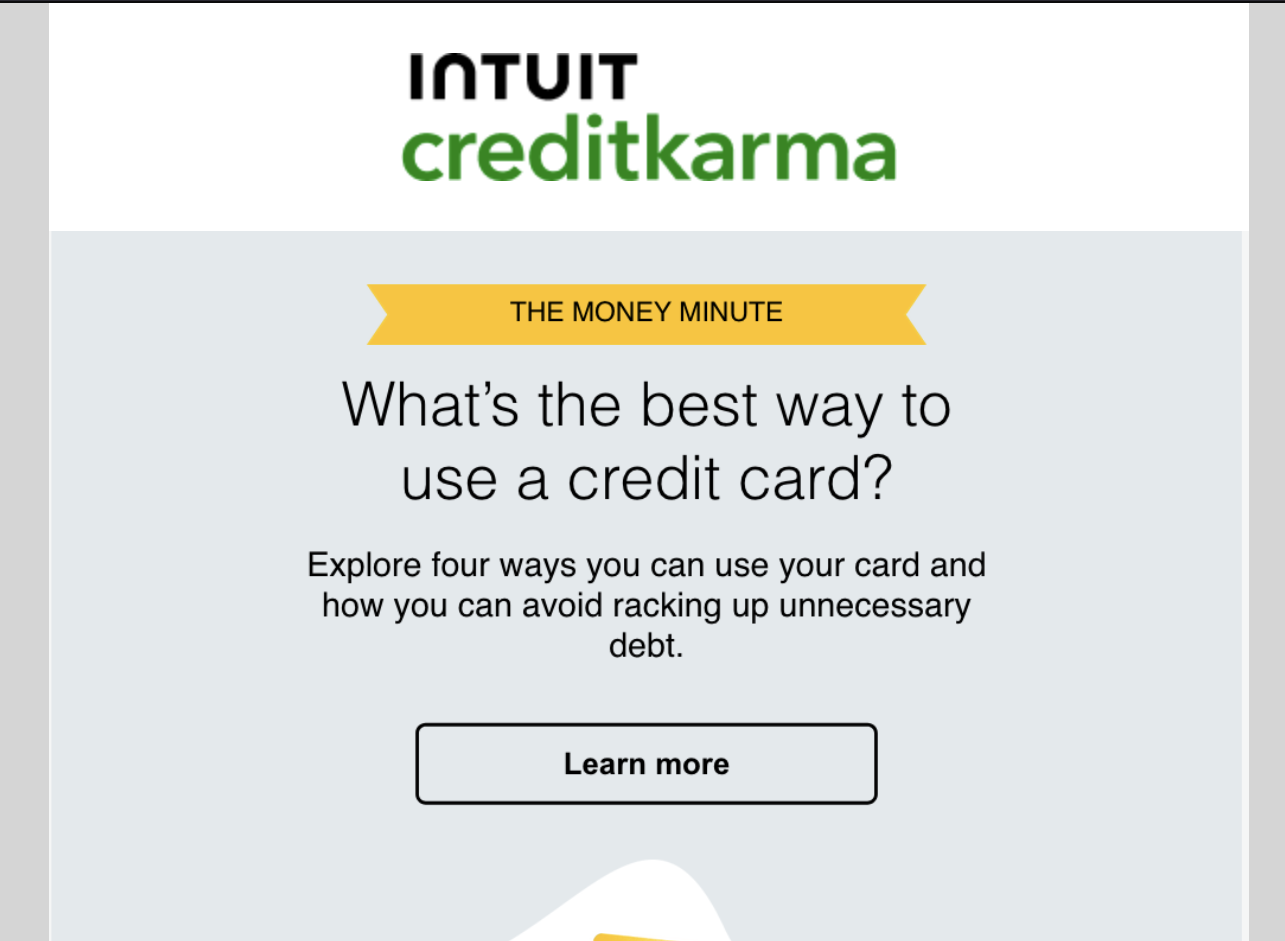 INTUIT
creditkarma
THE MONEY MINUTE
What’s the best way to
use a credit card?
Explore four ways you can use your card and
how you can avoid racking up unnecessary
debt.
Learn more